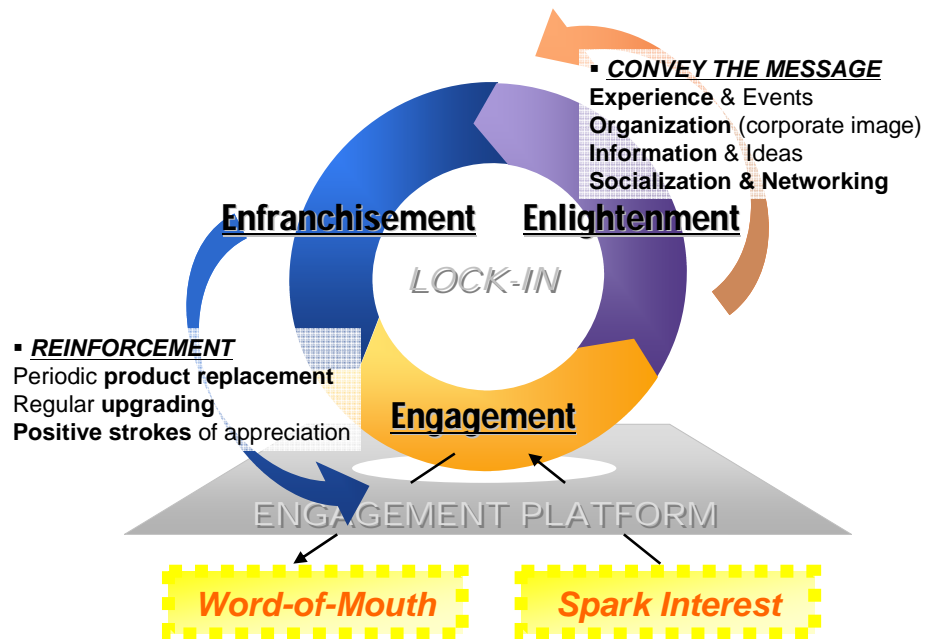 ▪ CONVEY THE MESSAGE
Experience & Events
Organization (corporate image)
Information & Ideas
Socialization & Networking
Enfranchisement
Enlightenment
LOCK-IN
▪ REINFORCEMENT
Periodic product replacement
Regular upgrading
Positive strokes of appreciation
Engagement
ENGAGEMENT PLATFORM
Word-of-Mouth
Spark Interest